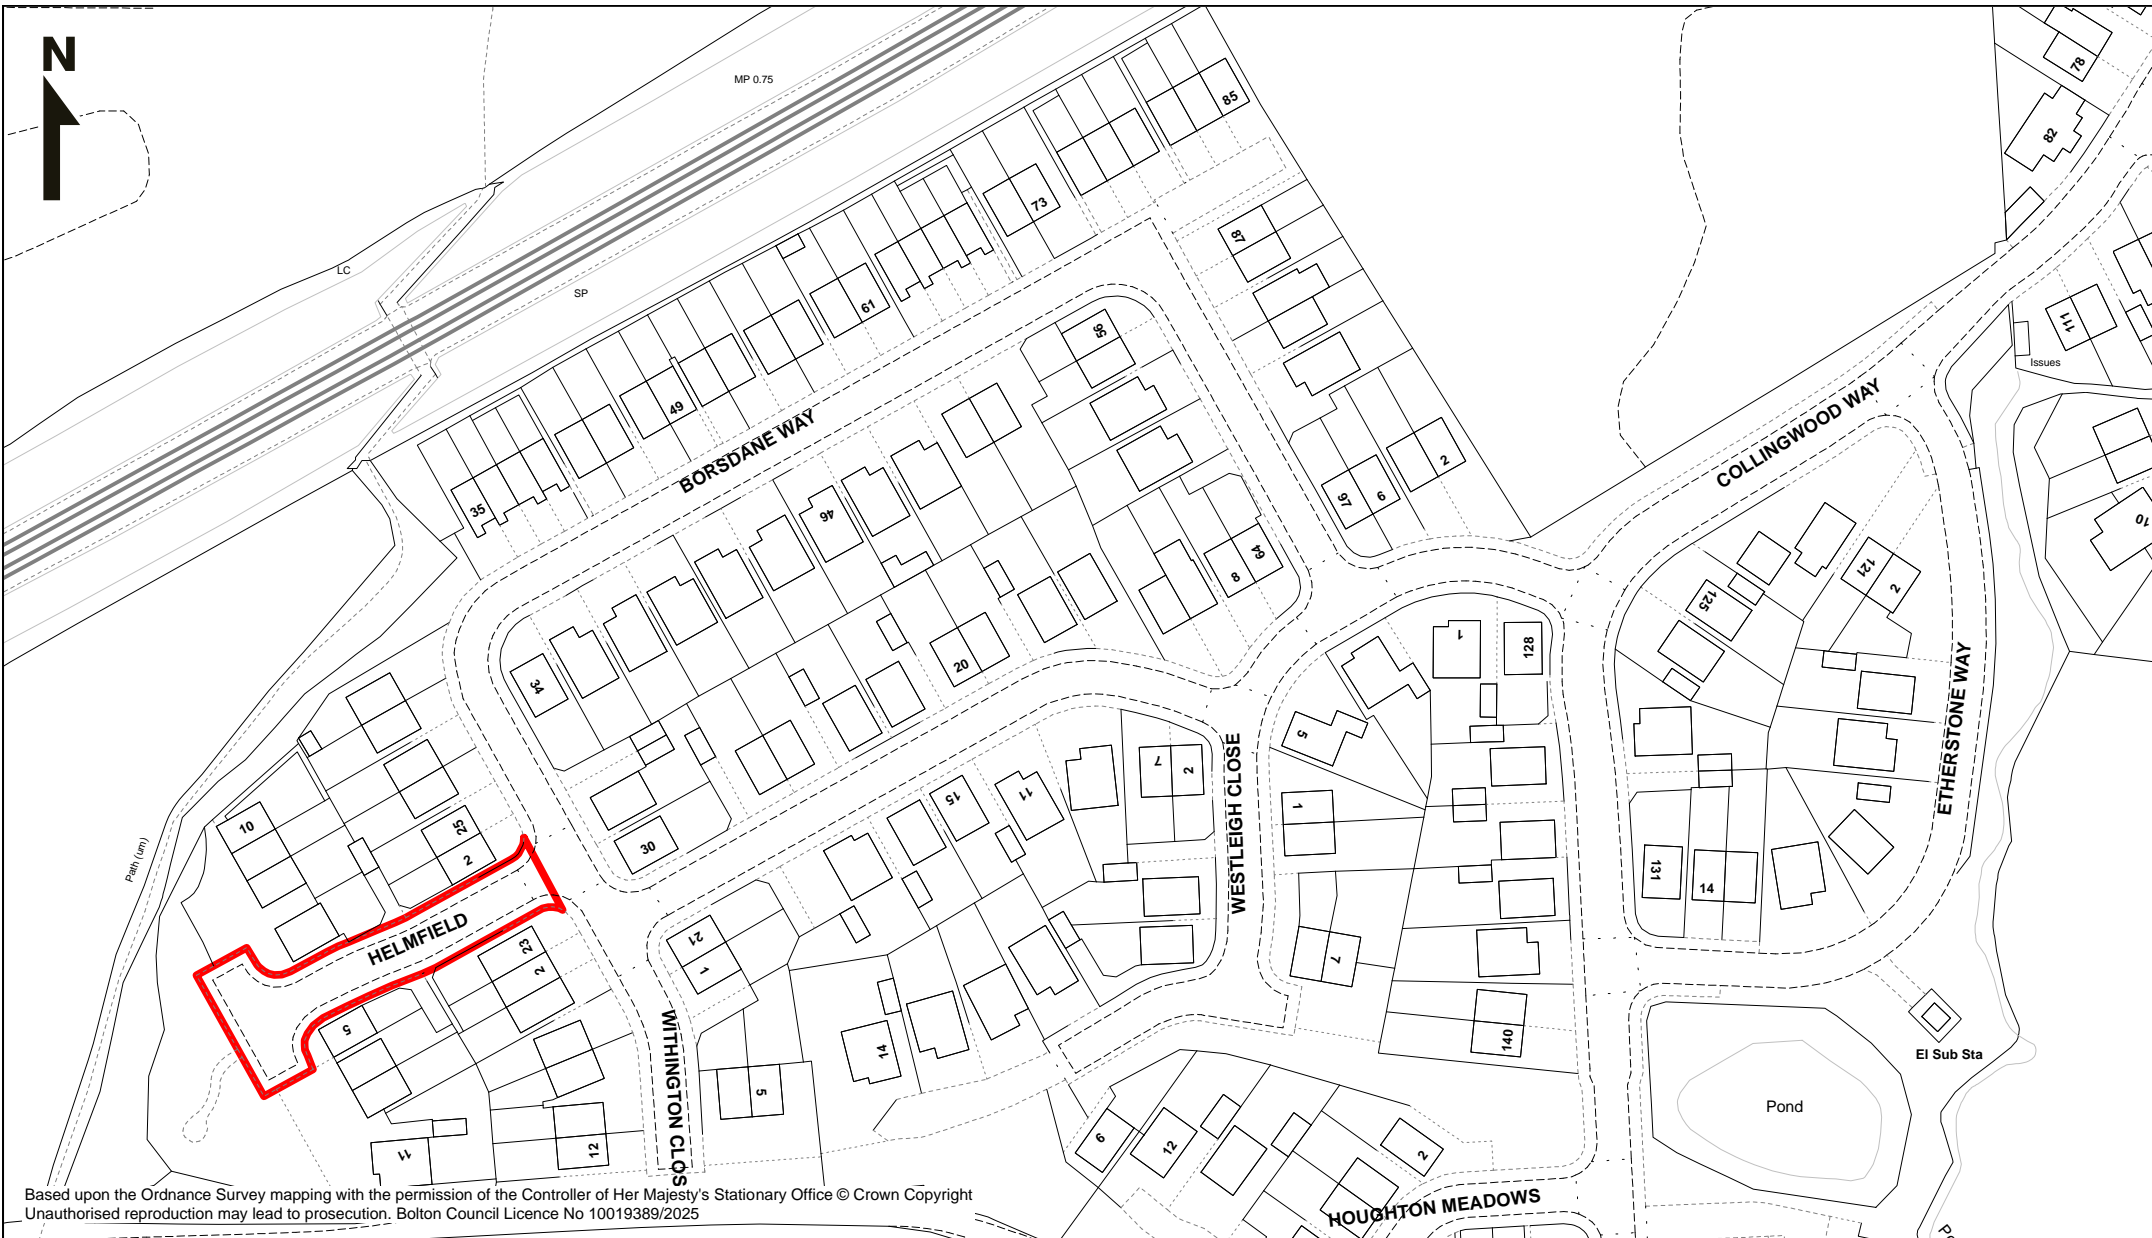 N
MP 0.75
LC
SP
78
82
85
73
87
61
56
111
Issues
49
BORSDANE WAY
COLLINGWOOD WAY
35
46
97
6
2
10
8
64
121
2
125
34
20
1
128
5
ETHERSTONE WAY
7
2
WESTLEIGH CLOSE
1
10
25
2
30
15
11
Path (um)
HELMFIELD
23
2
21
1
131
14
7
5
WITHINGTON CLOS
14
140
El Sub Sta
5
Pond
11
12
6
12
2
HOUGHTON MEADOWS
Based upon the Ordnance Survey mapping with the permission of the Controller of Her Majesty's Stationary Office © Crown Copyright
Unauthorised reproduction may lead to prosecution. Bolton Council Licence No 10019389/2025